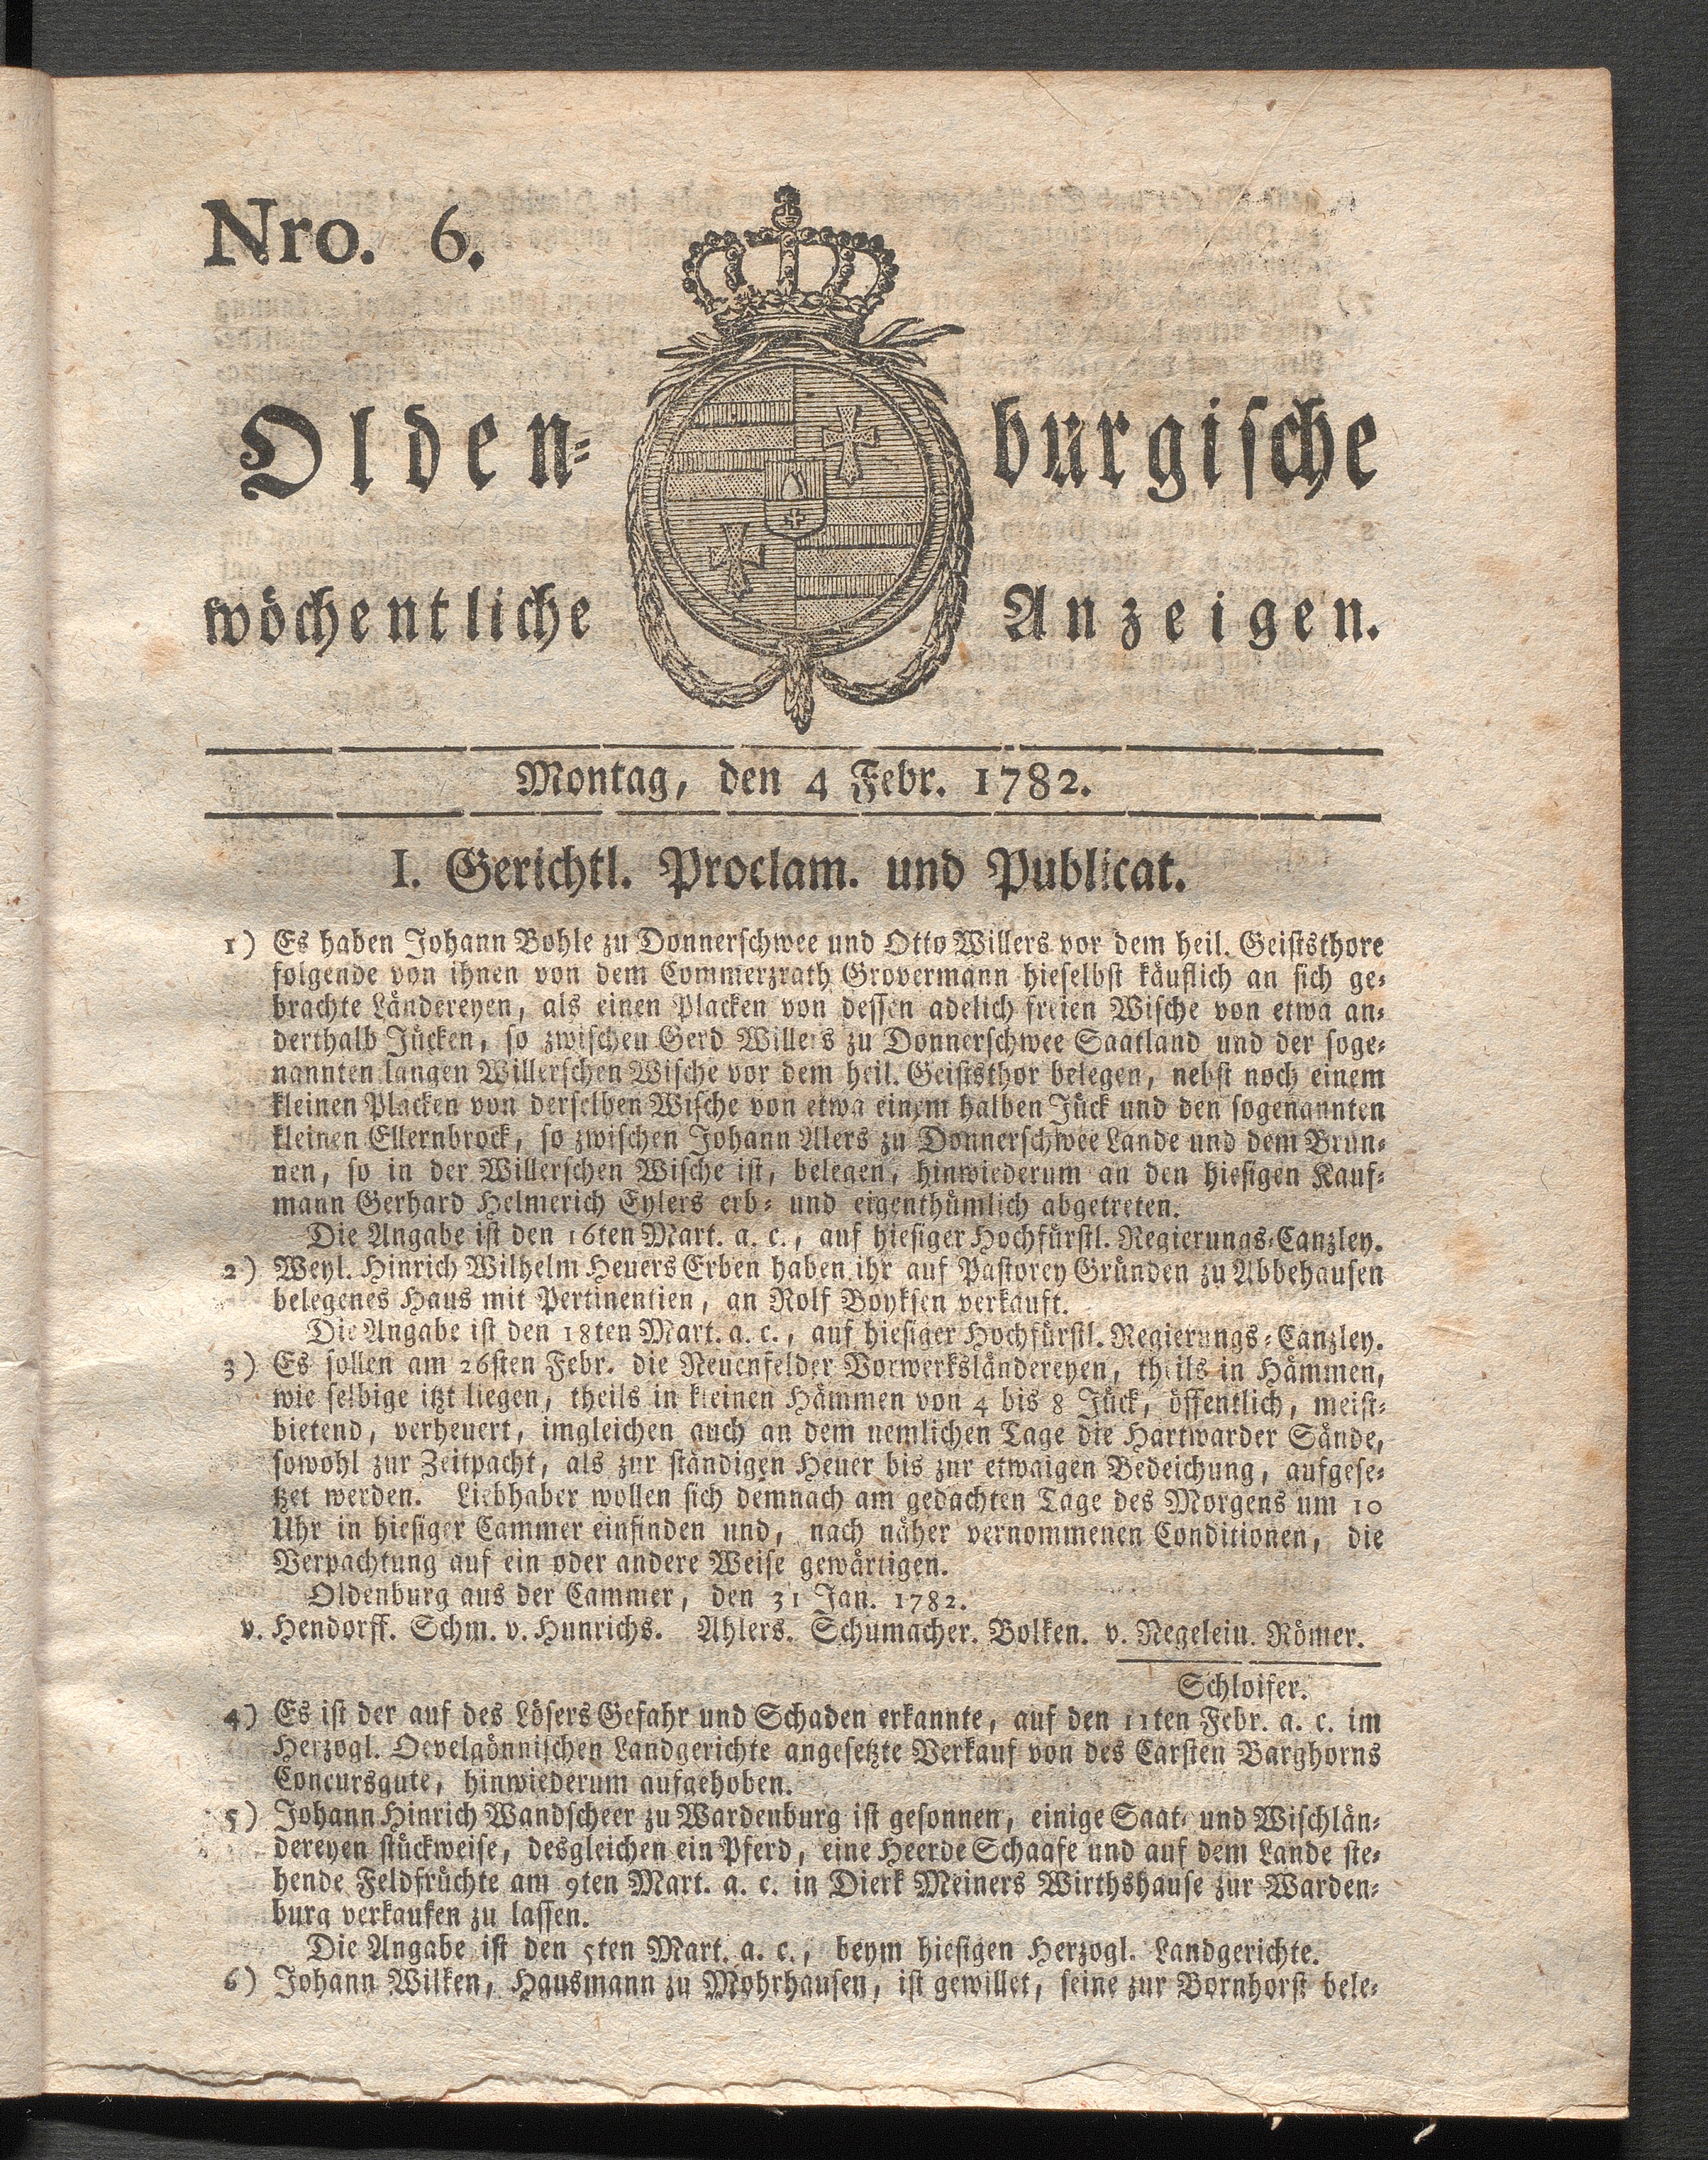 Nro. 6.
Olden= burgische
wöchentliche Anzeigen.
Montag, den 4 Febr. 1782.
I. Gerichtl. Proclam. und Publicat.
1) Es haben Johann Bohle zu Donnerschwee und Otto Willers vor dem heil. Geiststhore
folgende von ihnen von dem Commerzrath Grovermann hieselbst käuflich an sich ge=
brachte Ländereyen, als einen Placken von dessen adelich freien Wische von etwa an=
derthalb Jücken, so zwischen Gerd Willers zu Donnerschwee Saatland und der soge=
nannten langen Willerschen Wische vor dem heil. Geiststhor belegen, nebst noch einem
kleinen Placken von derselben Wische von etwa einem halben Jück und den sogenannten
kleinen Ellernbrock, so zwischen Johann Alers zu Donnerschwee Lande und dem Brun=
nen, so in der Willerschen Wische ist, belegen, hinwiederum an den hiesigen Kauf=
mann Gerhard Helmerich Eylers erb= und eigenthümlich abgetreten.
Die Angabe ist den 16ten Mart. a. c., auf hiesiger Hochfürstl. Regierungs=Canzley.
2) Weyl. Hinrich Wilhelm Heuers Erben haben ihr auf Pastorey Gründen zu Abbehausen
belegenes Haus mit Pertinentien, an Rolf Boyksen verkauft.
Die Angabe ist den 18ten Mart. a. c., auf hiesiger Hochfürstl. Regierungs=Canzley.
3) Es sollen am 26sten Febr. die Neuenfelder Vorwerksländereyen, theils in Hämmen,
wie selbige itzt liegen, theils in kleinen Hämmen von 4 bis 8 Jück, öffentlich, meist=
bietend, verheuert, imgleichen auch an dem nemlichen Tage die Hartwarder Sände,
sowohl zur Zeitpacht, als zur ständigen Heuer bis zur etwaigen Bedeichung, aufgese=
tzet werden. Liebhaber wollen sich demnach am gedachten Tage des Morgens um 10
Uhr in hiesiger Cammer einfinden und, nach näher vernommenen Conditionen, die
Verpachtung auf ein oder andere Weise gewärtigen.
Oldenburg aus der Cammer, den 31 Jan. 1782.
v. Hendorff. Schm. v. Hunrichs. Ahlers. Schumacher. Bolken. v. Negelein. Römer.
Schloifer.
4) Es ist der auf des Lösers Gefahr und Schaden erkannte, auf den 11ten Febr. a. c. im
Herzogl. Oevelgönnischen Landgerichte angesetzte Verkauf von des Carsten Barghorns
Concursgute, hinwiederum aufgehoben.
5) Johann Hinrich Wandscheer zu Wardenburg ist gesonnen, einige Saat= und Wischlän=
dereyen stückweise, desgleichen ein Pferd, eine Heerde Schaafe und auf dem Lande ste=
hende Feldfrüchte am 9ten Mart. a. c. in Dierk Meiners Wirthshause zur Warden=
burg verkaufen zu lassen.
Die Angabe ist den 5ten Mart. a. c., beym hiesigen Herzogl. Landgerichte.
6) Johann Wilken, Hausmann zu Mohrhausen, ist gewillet, seine zur Bornhorst bele=